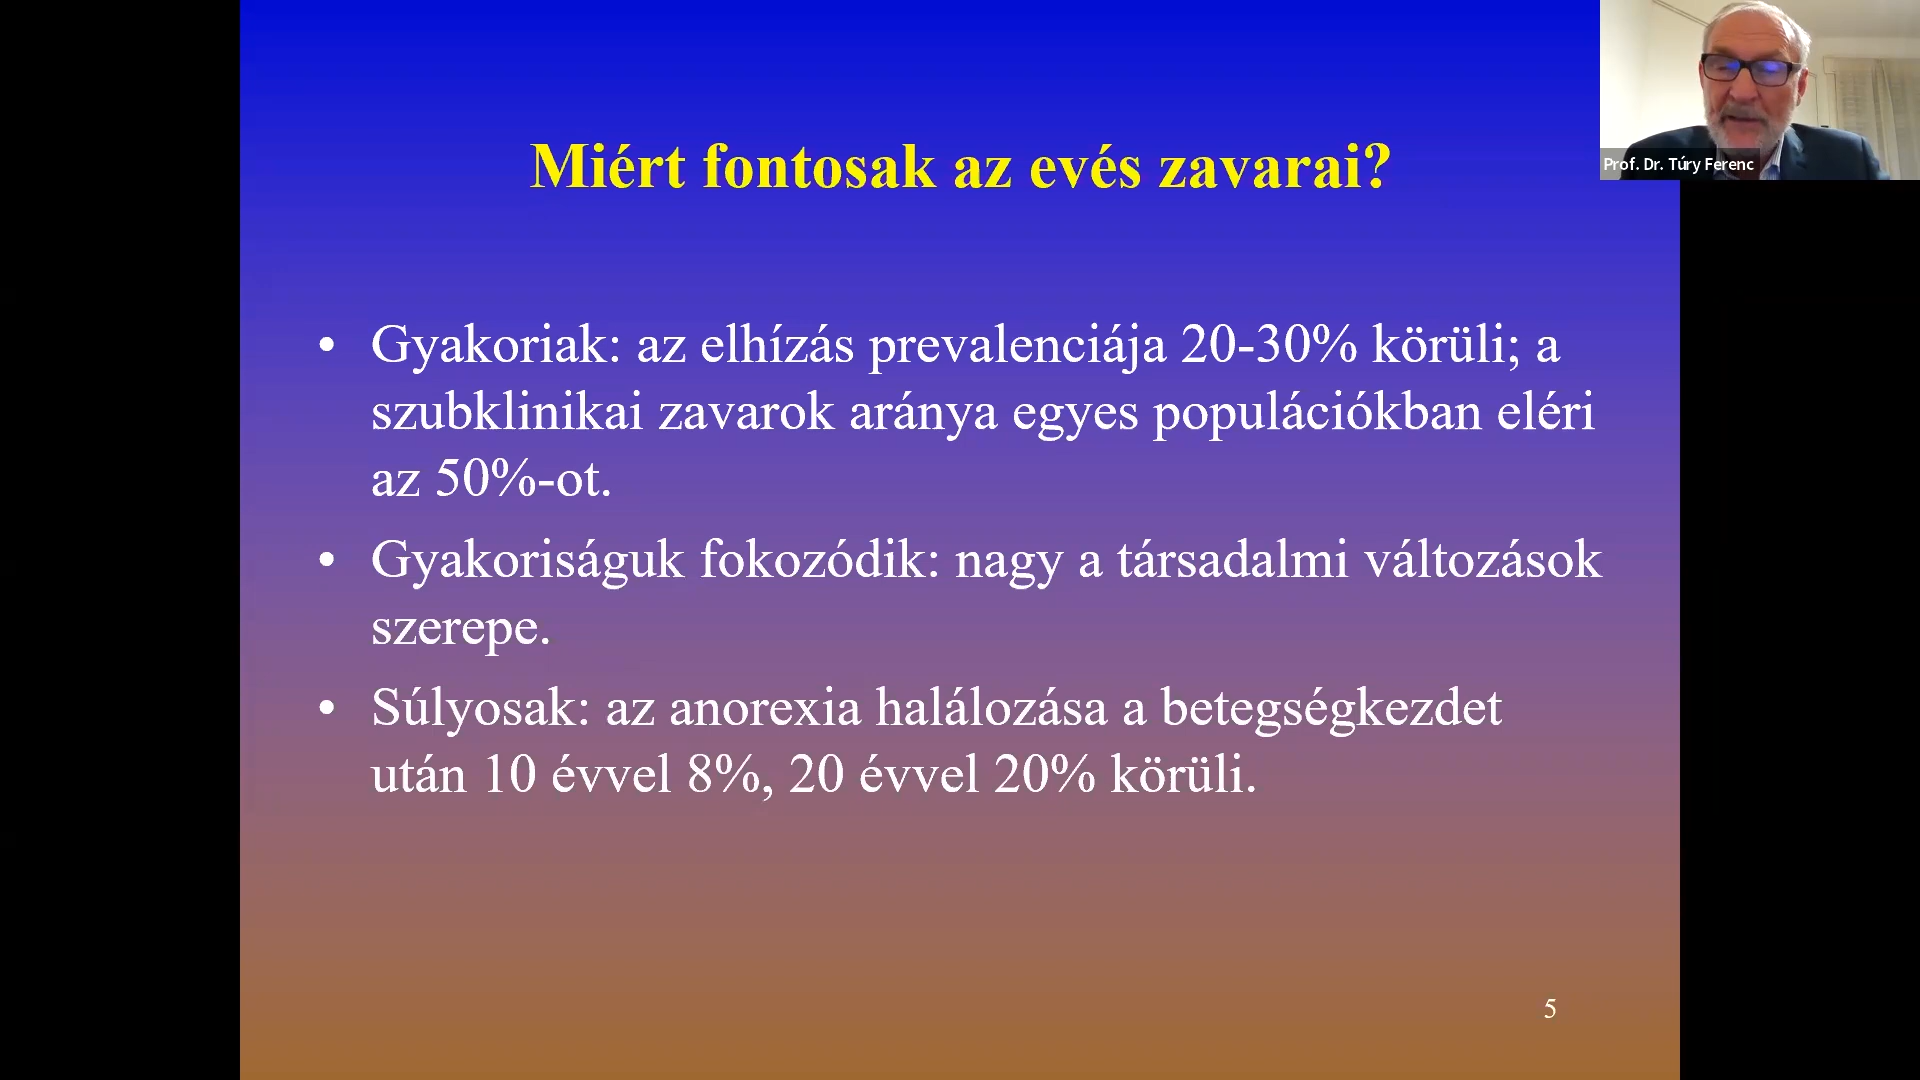 Miért fontosak az evés zavarai?
Prof. Dr. Túry Ferenc
• Gyakoriak: az elhízás prevalenciája 20-30% körüli; a
szubklinikai zavarok aránya egyes populációkban eléri
az 50%-ot.
• Gyakoriságuk fokozódik: nagy a társadalmi változások
szerepe.
• Súlyosak: az anorexia halálozása a betegségkezdet
után 10 évvel 8%, 20 évvel 20% körüli.
5